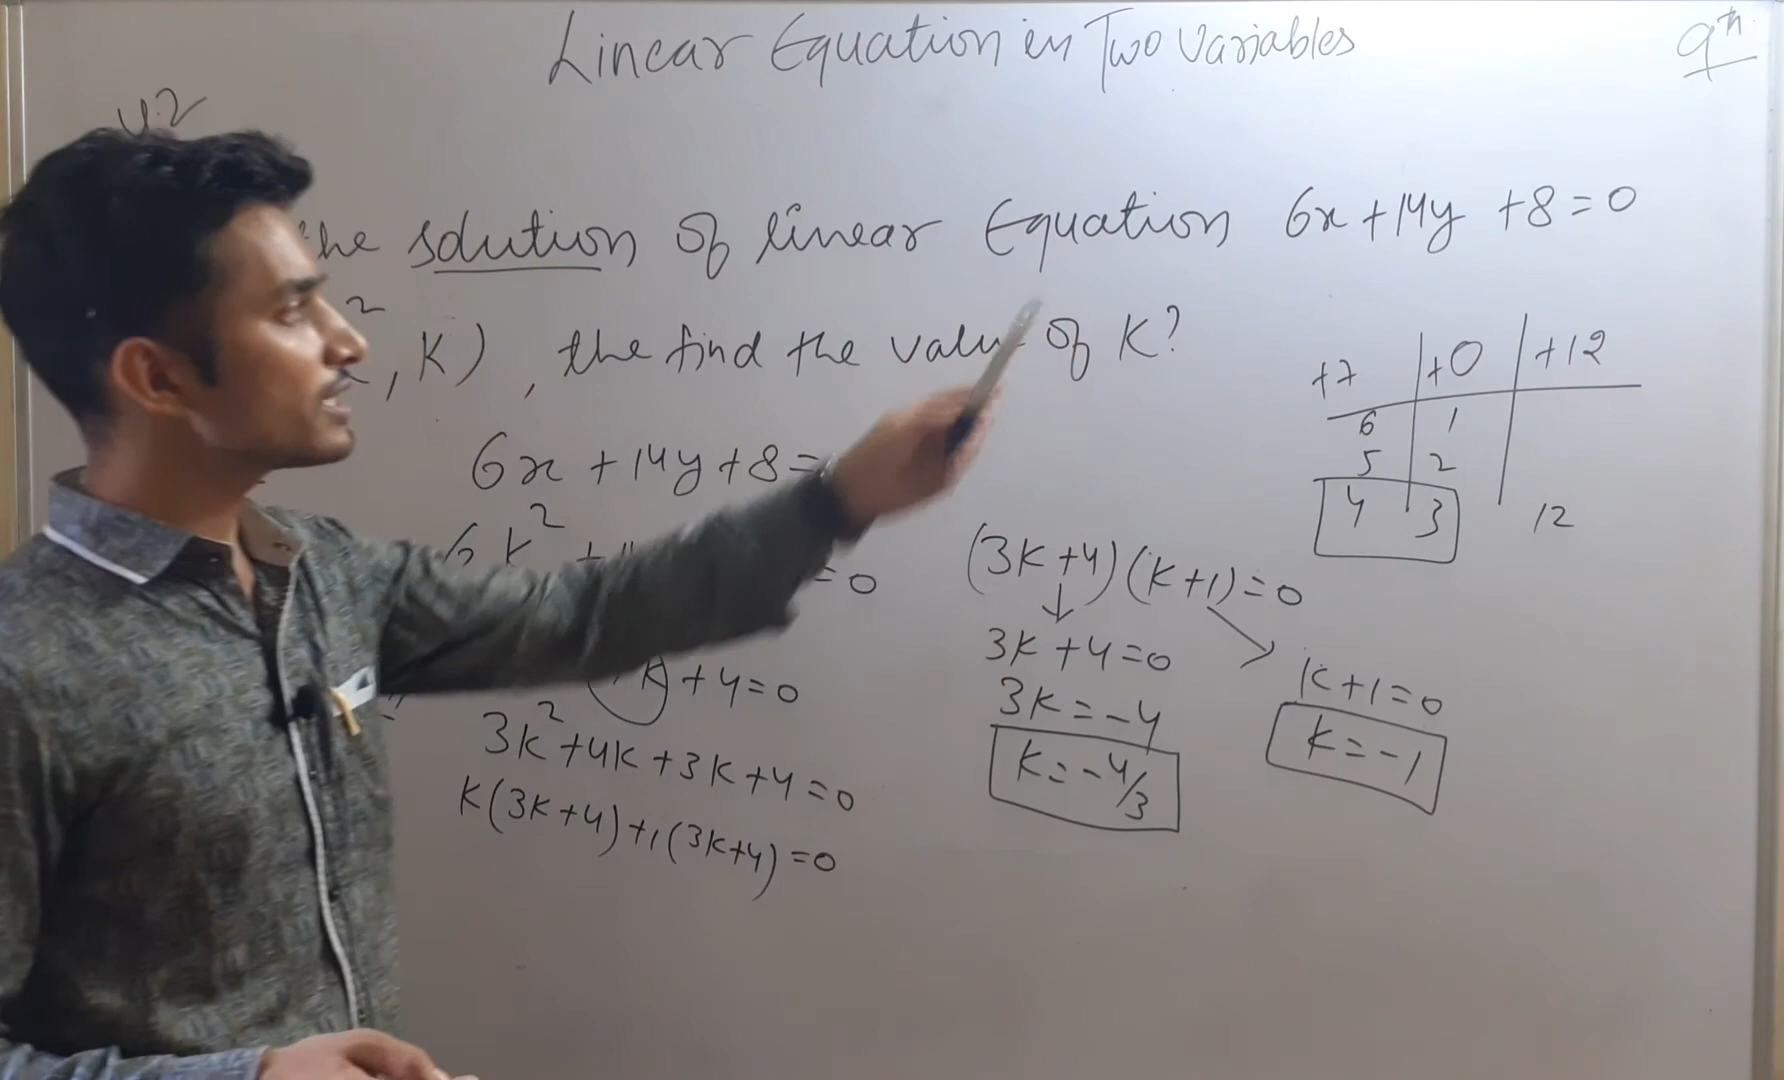 Linear Equation in Two Variables
9th
4.2
the solution of linear Equation 6x + 14y + 8 = 0
2, K), the find the value of K?
+7 | +0 | +12
6 | 1
5 | 2
4 | 3 12
6x + 14y + 8 =
6k² + = 0
k) + 4 = 0
3k² + 4k + 3k + 4 = 0
k(3k + 4) + 1(3k + 4) = 0
(3k + 4)(k + 1) = 0
3k + 4 = 0
3k = -4
k = -4/3
k + 1 = 0
k = -1